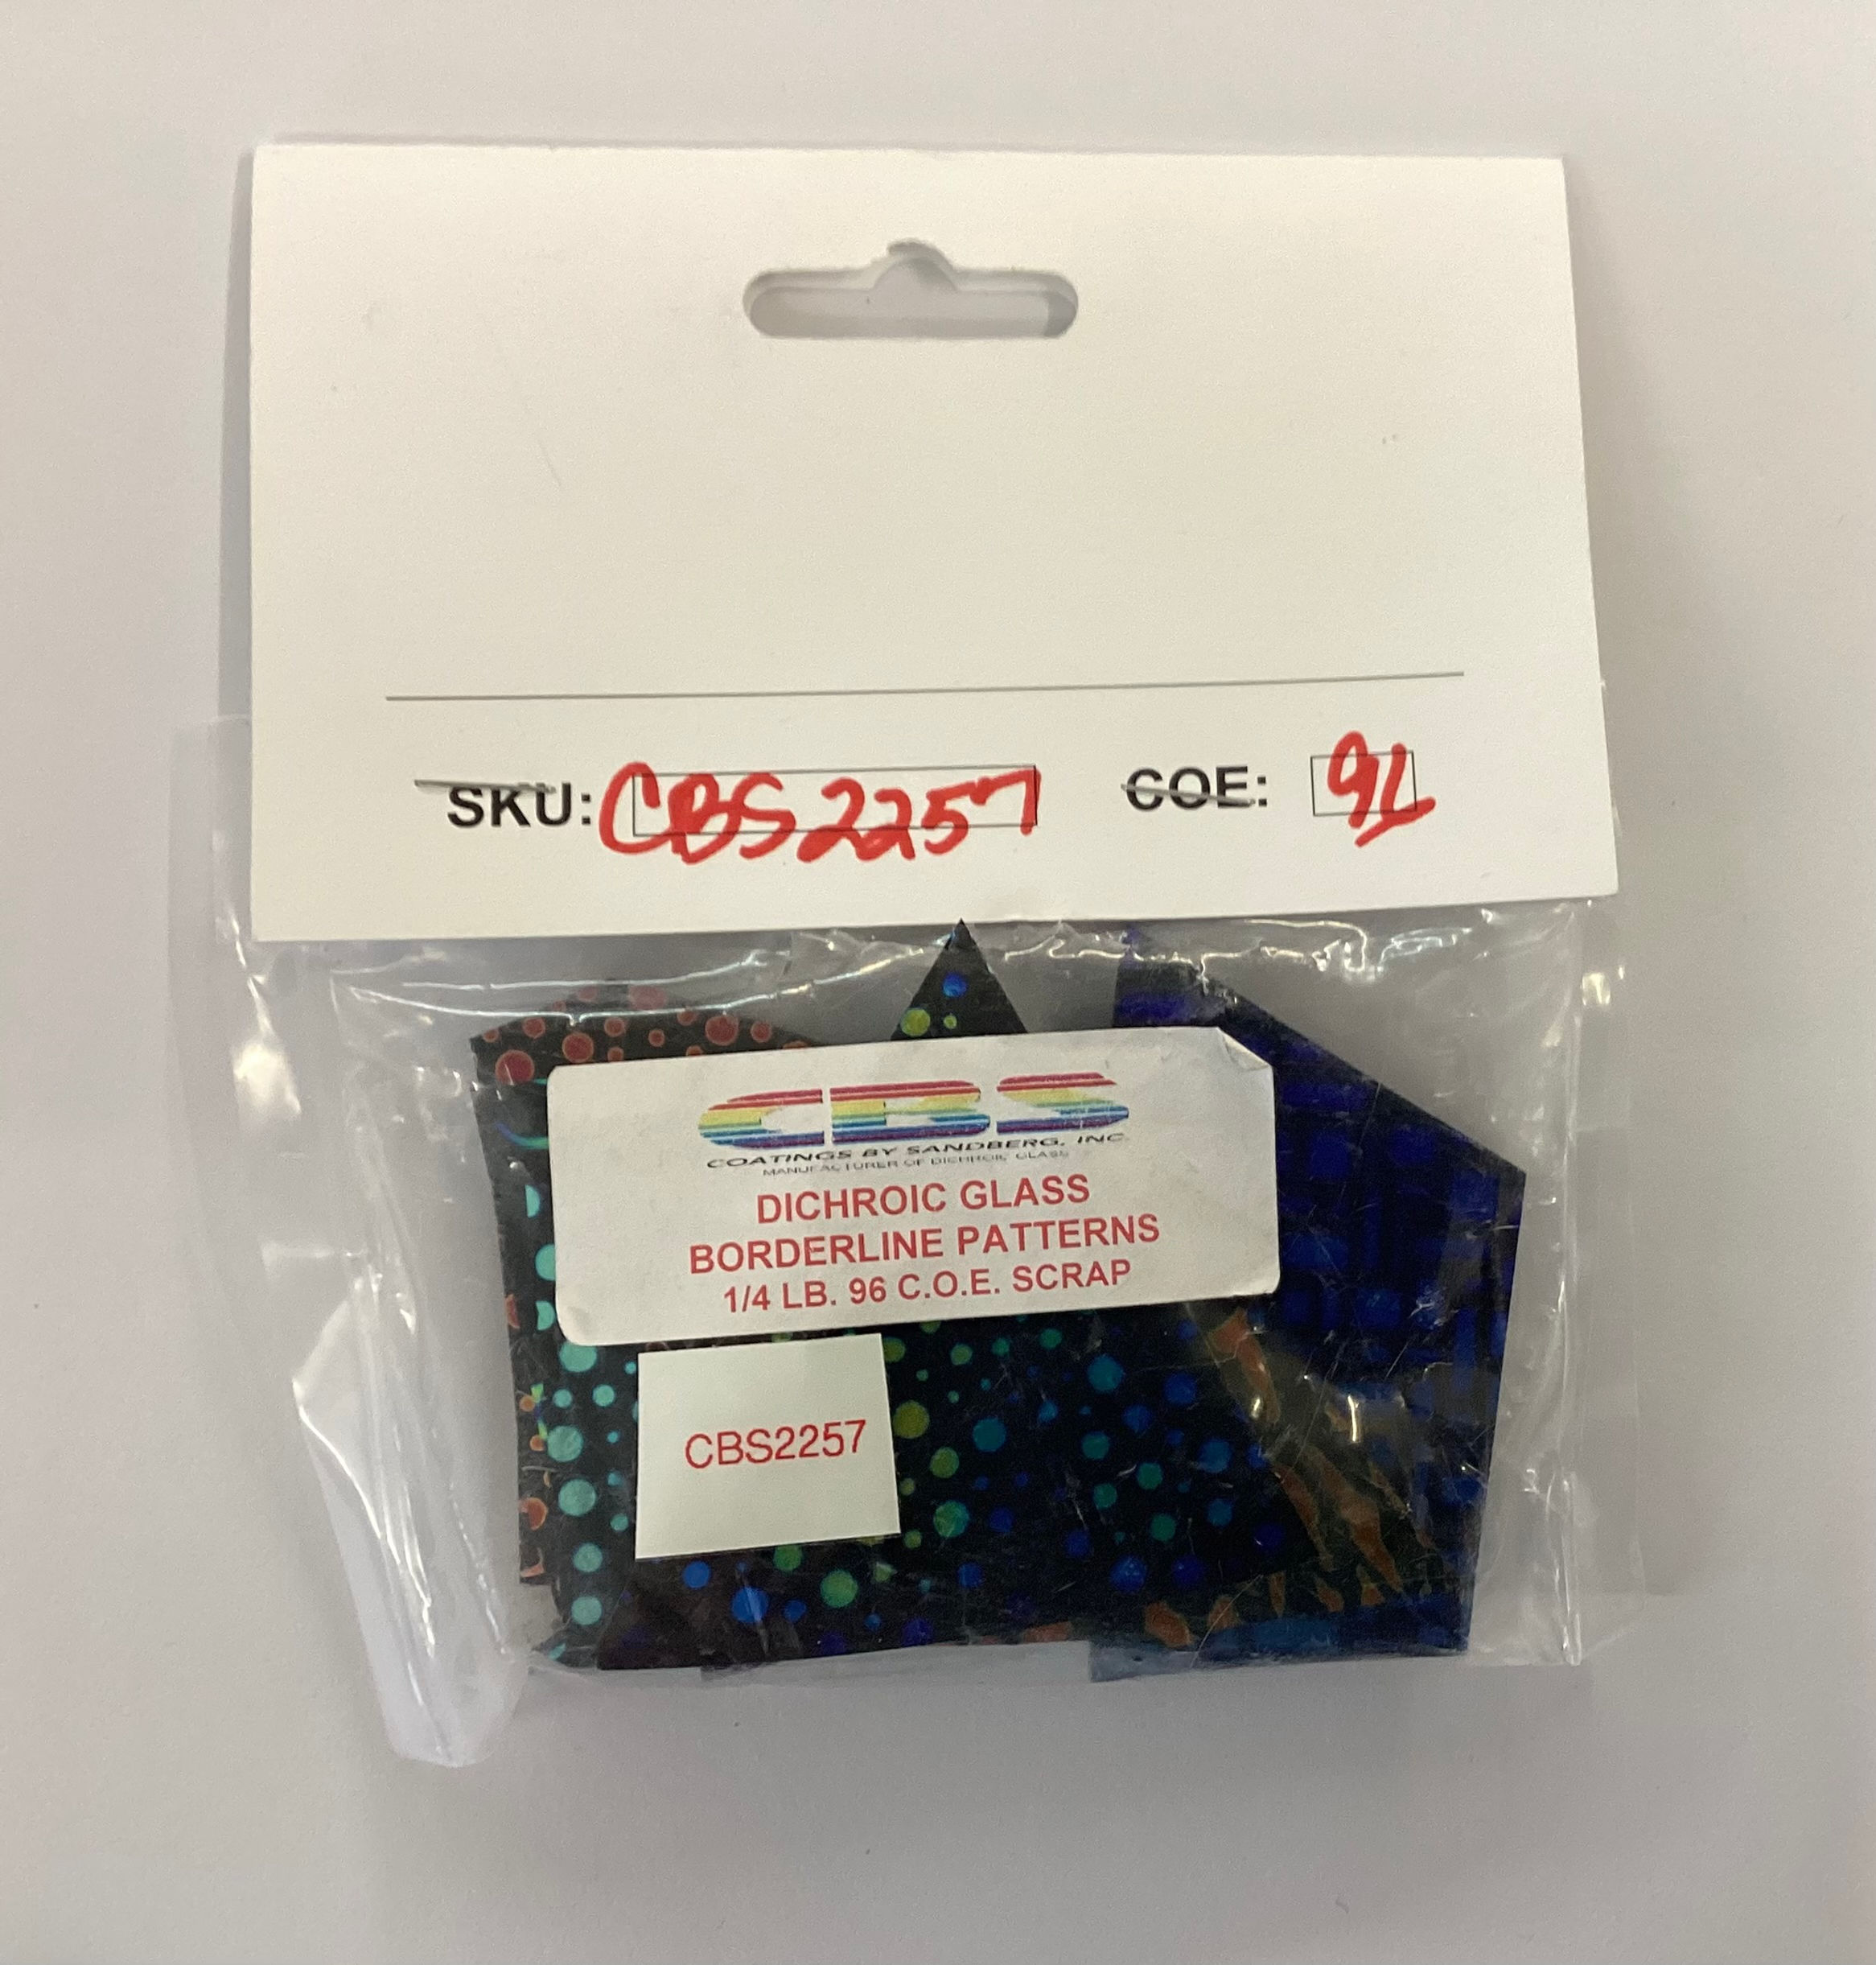 SKU: CBS2257 COE: 96
CBS
COATINGS BY SANDBERG, INC.
MANUFACTURER OF DICHROIC GLASS
DICHROIC GLASS
BORDERLINE PATTERNS
1/4 LB. 96 C.O.E. SCRAP
CBS2257